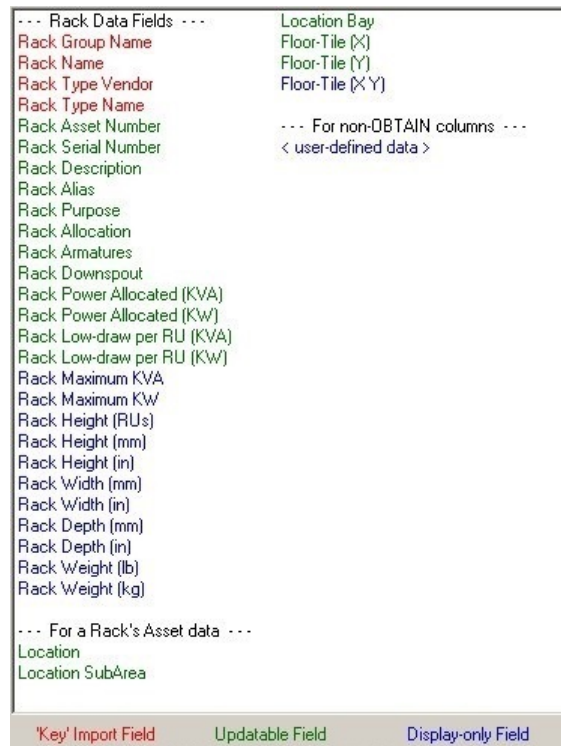 --- Rack Data Fields ---
Rack Group Name
Rack Name
Rack Type Vendor
Rack Type Name
Rack Asset Number
Rack Serial Number
Rack Description
Rack Alias
Rack Purpose
Rack Allocation
Rack Armatures
Rack Downspout
Rack Power Allocated (KVA)
Rack Power Allocated (KW)
Rack Low-draw per RU (KVA)
Rack Low-draw per RU (KW)
Rack Maximum KVA
Rack Maximum KW
Rack Height (RUs)
Rack Height (mm)
Rack Height (in)
Rack Width (mm)
Rack Width (in)
Rack Depth (mm)
Rack Depth (in)
Rack Weight (lb)
Rack Weight (kg)
--- For a Rack's Asset data ---
Location
Location SubArea
Location Bay
Floor-Tile (X)
Floor-Tile (Y)
Floor-Tile (X Y)
--- For non-OBTAIN columns ---
< user-defined data >
'Key' Import Field
Updatable Field
Display-only Field